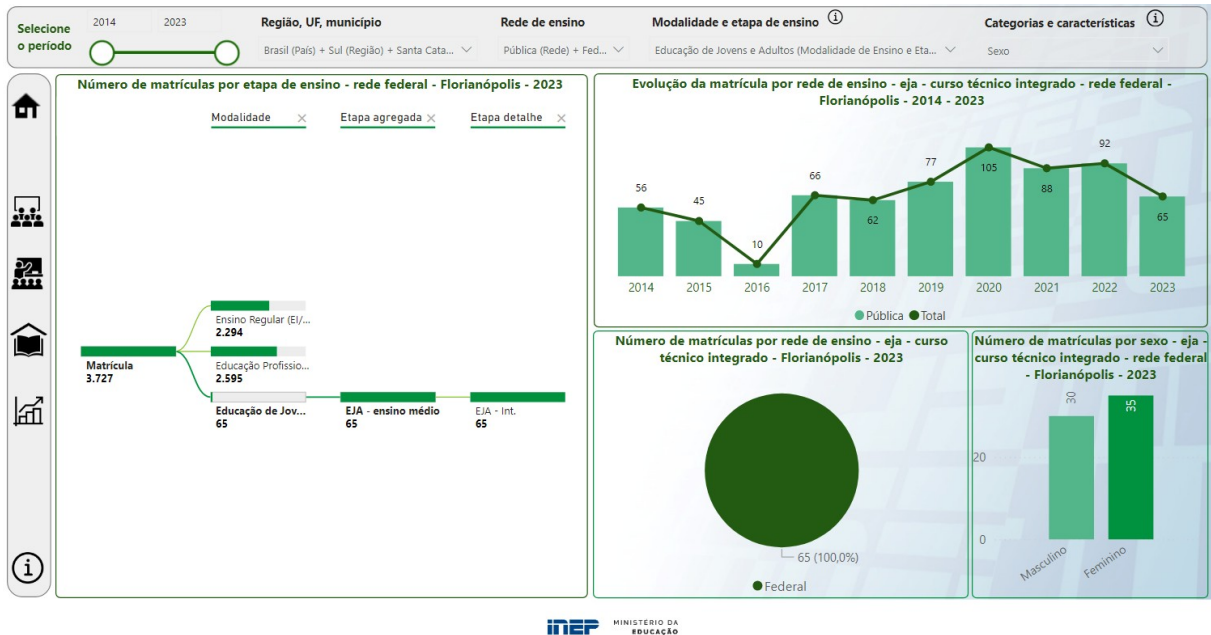 Selecione
o período
2014
2023
Região, UF, município
Brasil (País) + Sul (Região) + Santa Cata...
Rede de ensino
Pública (Rede) + Fed...
Modalidade e etapa de ensino
Educação de Jovens e Adultos (Modalidade de Ensino e Eta...
Categorias e características
Sexo
Número de matrículas por etapa de ensino - rede federal - Florianópolis - 2023
Modalidade
Etapa agregada
Etapa detalhe
Matrícula
3.727
Ensino Regular (EI/...
2.294
Educação Profissio...
2.595
Educação de Jov...
65
EJA - ensino médio
65
EJA - Int.
65
Evolução da matrícula por rede de ensino - eja - curso técnico integrado - rede federal -
Florianópolis - 2014 - 2023
56
45
10
66
62
77
105
88
92
65
2014
2015
2016
2017
2018
2019
2020
2021
2022
2023
Pública
Total
Número de matrículas por rede de ensino - eja - curso
técnico integrado - Florianópolis - 2023
65 (100,0%)
Federal
Número de matrículas por sexo - eja -
curso técnico integrado - rede federal
- Florianópolis - 2023
30
35
20
0
Masculino
Feminino
inep
MINISTÉRIO DA
EDUCAÇÃO